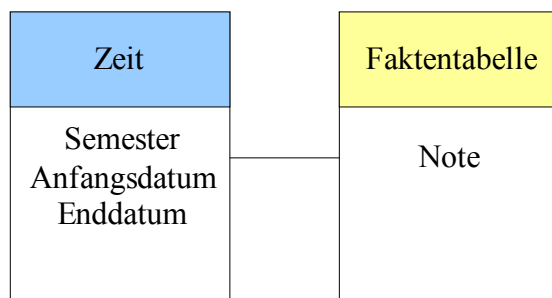 Zeit
Semester
Anfangsdatum
Enddatum
Faktentabelle
Note